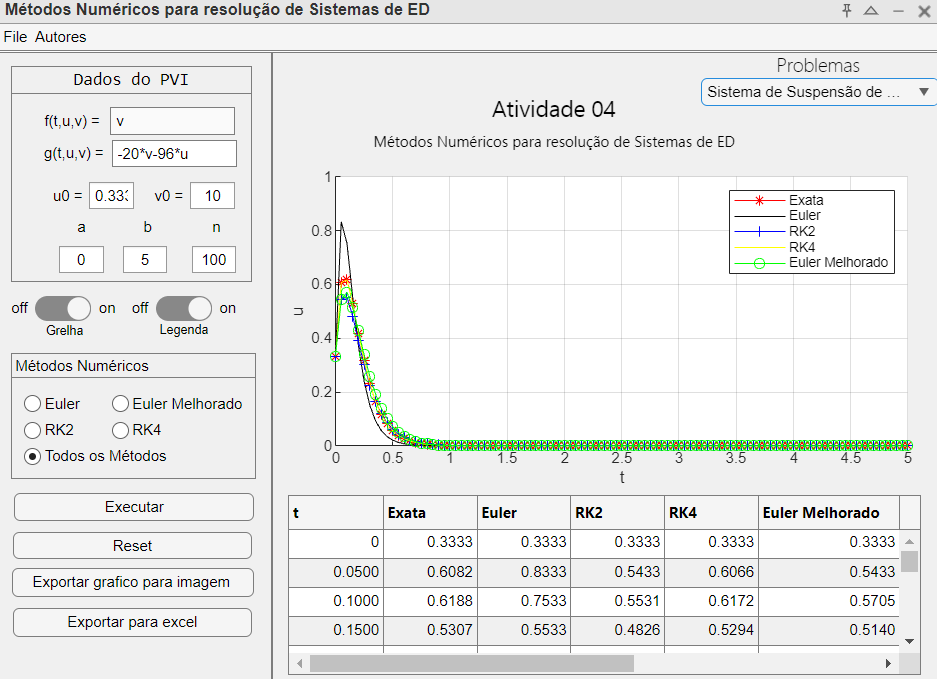 Métodos Numéricos para resolução de Sistemas de ED
File Autores
Dados do PVI
f(t,u,v) = v
g(t,u,v) = -20*v-96*u
u0 = 0.333 v0 = 10
a b n
0 5 100
off on off on
Grelha Legenda
Métodos Numéricos
Euler Euler Melhorado
RK2 RK4
Todos os Métodos
Executar
Reset
Exportar grafico para imagem
Exportar para excel
Problemas
Sistema de Suspensão de ...
Atividade 04
Métodos Numéricos para resolução de Sistemas de ED
1
0.8
0.6
0.4
0.2
0
u
Exata
Euler
RK2
RK4
Euler Melhorado
0 0.5 1 1.5 2 2.5 3 3.5 4 4.5 5
t
t Exata Euler RK2 RK4 Euler Melhorado
0 0.3333 0.3333 0.3333 0.3333 0.3333
0.0500 0.6082 0.8333 0.5433 0.6066 0.5433
0.1000 0.6188 0.7533 0.5531 0.6172 0.5705
0.1500 0.5307 0.5533 0.4826 0.5294 0.5140